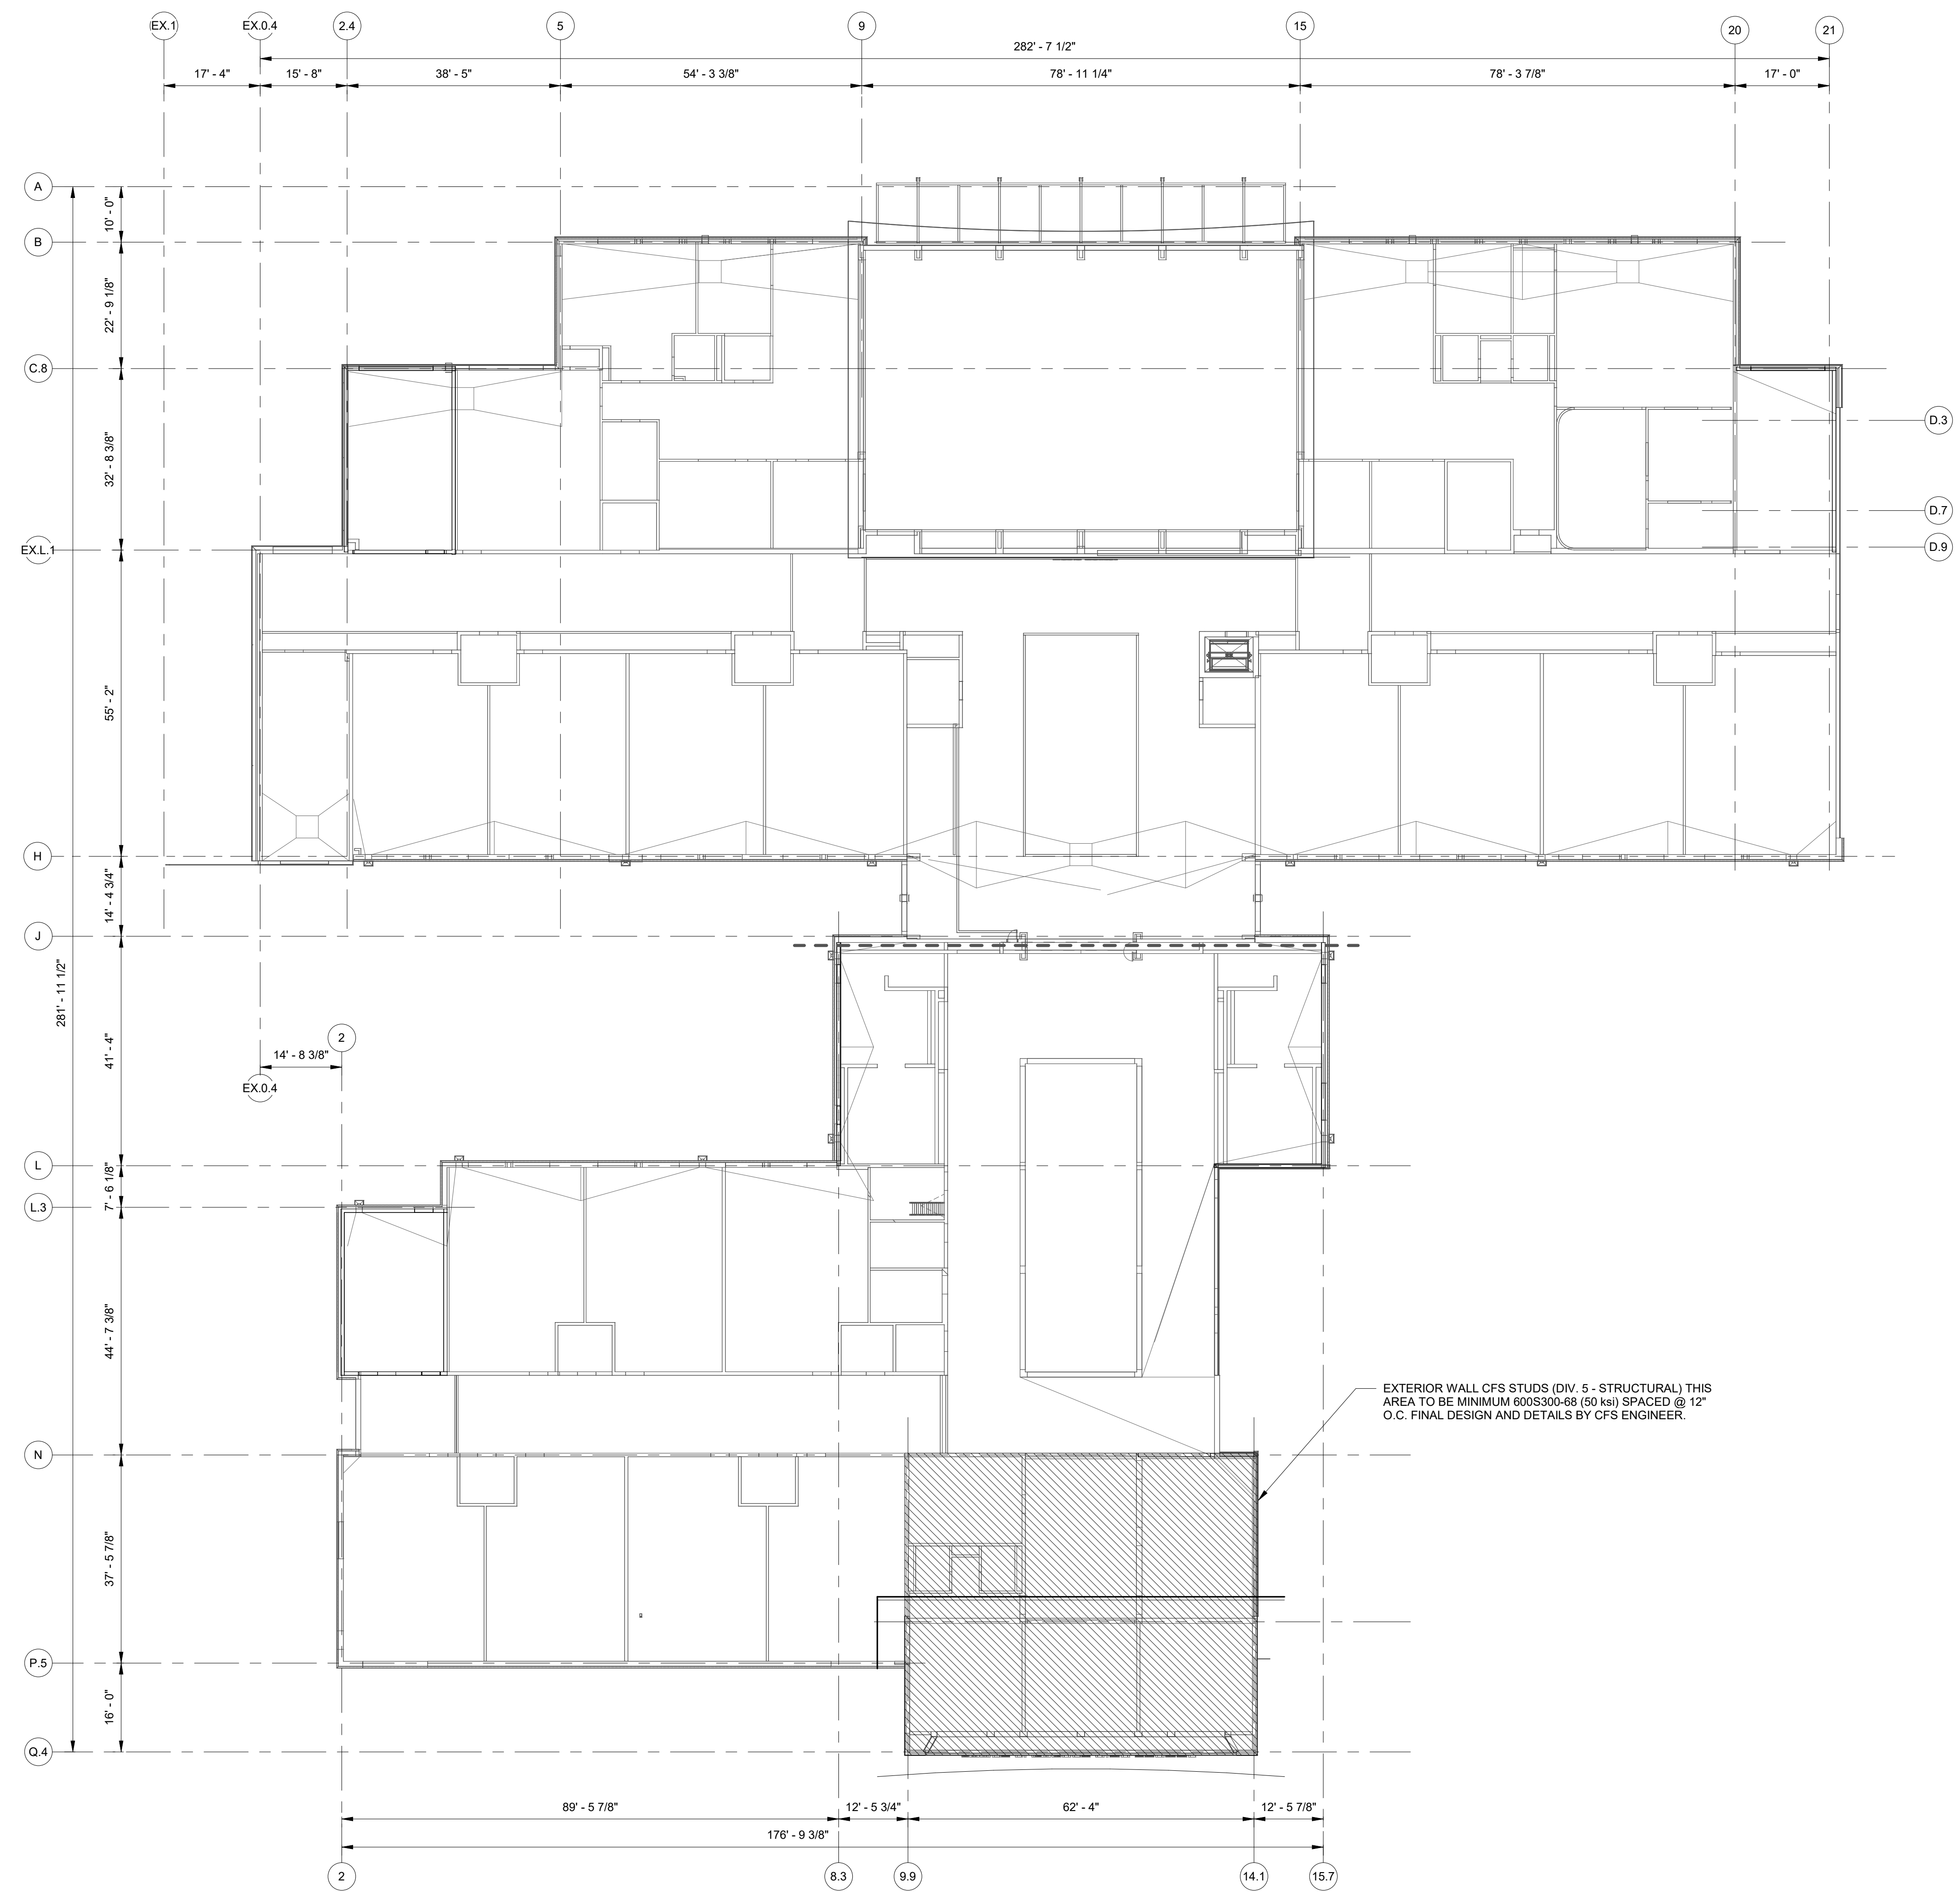 EX.1
EX.0.4
2.4
5
9
15
20
21
282' - 7 1/2"
17' - 4"
15' - 8"
38' - 5"
54' - 3 3/8"
78' - 11 1/4"
78' - 3 7/8"
17' - 0"
A
10' - 0"
B
22' - 9 1/8"
C.8
D.3
32' - 8 3/8"
D.7
EX.L.1
D.9
55' - 2"
H
14' - 4 3/4"
J
281' - 11 1/2"
2
41' - 4"
14' - 8 3/8"
EX.0.4
L
7' - 6 1/8"
L.3
44' - 7 3/8"
EXTERIOR WALL CFS STUDS (DIV. 5 - STRUCTURAL) THIS
AREA TO BE MINIMUM 600S300-68 (50 ksi) SPACED @ 12"
O.C. FINAL DESIGN AND DETAILS BY CFS ENGINEER.
N
37' - 5 7/8"
P.5
16' - 0"
Q.4
89' - 5 7/8"
12' - 5 3/4"
62' - 4"
12' - 5 7/8"
176' - 9 3/8"
2
8.3
9.9
14.1
15.7